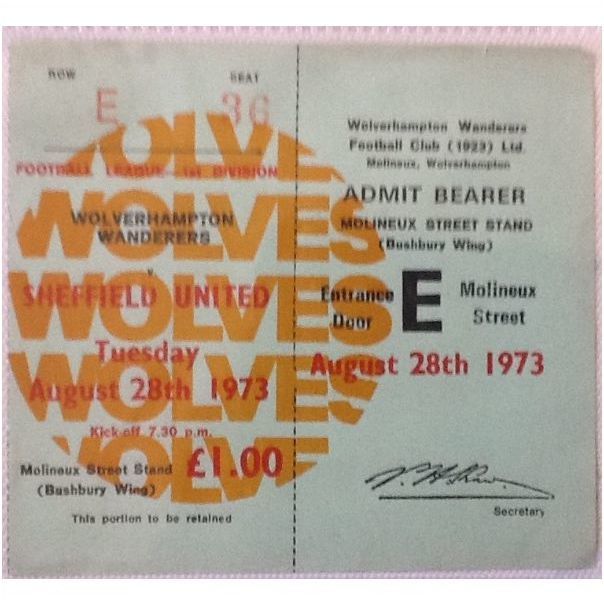 ROW SEAT
E 36
FOOTBALL LEAGUE 1st DIVISION
WOLVERHAMPTON
WANDERERS
v
SHEFFIELD UNITED
Tuesday
August 28th 1973
Kick-off 7.30 p.m.
Molineux Street Stand £1.00
(Bushbury Wing)
This portion to be retained
WOLVES
WOLVES
WOLVES
WOLVES
WOLVES
Wolverhampton Wanderers
Football Club (1923) Ltd.
Molineux, Wolverhampton
ADMIT BEARER
MOLINEUX STREET STAND
(Bushbury Wing)
Entrance Door E Molineux Street
August 28th 1973
Secretary